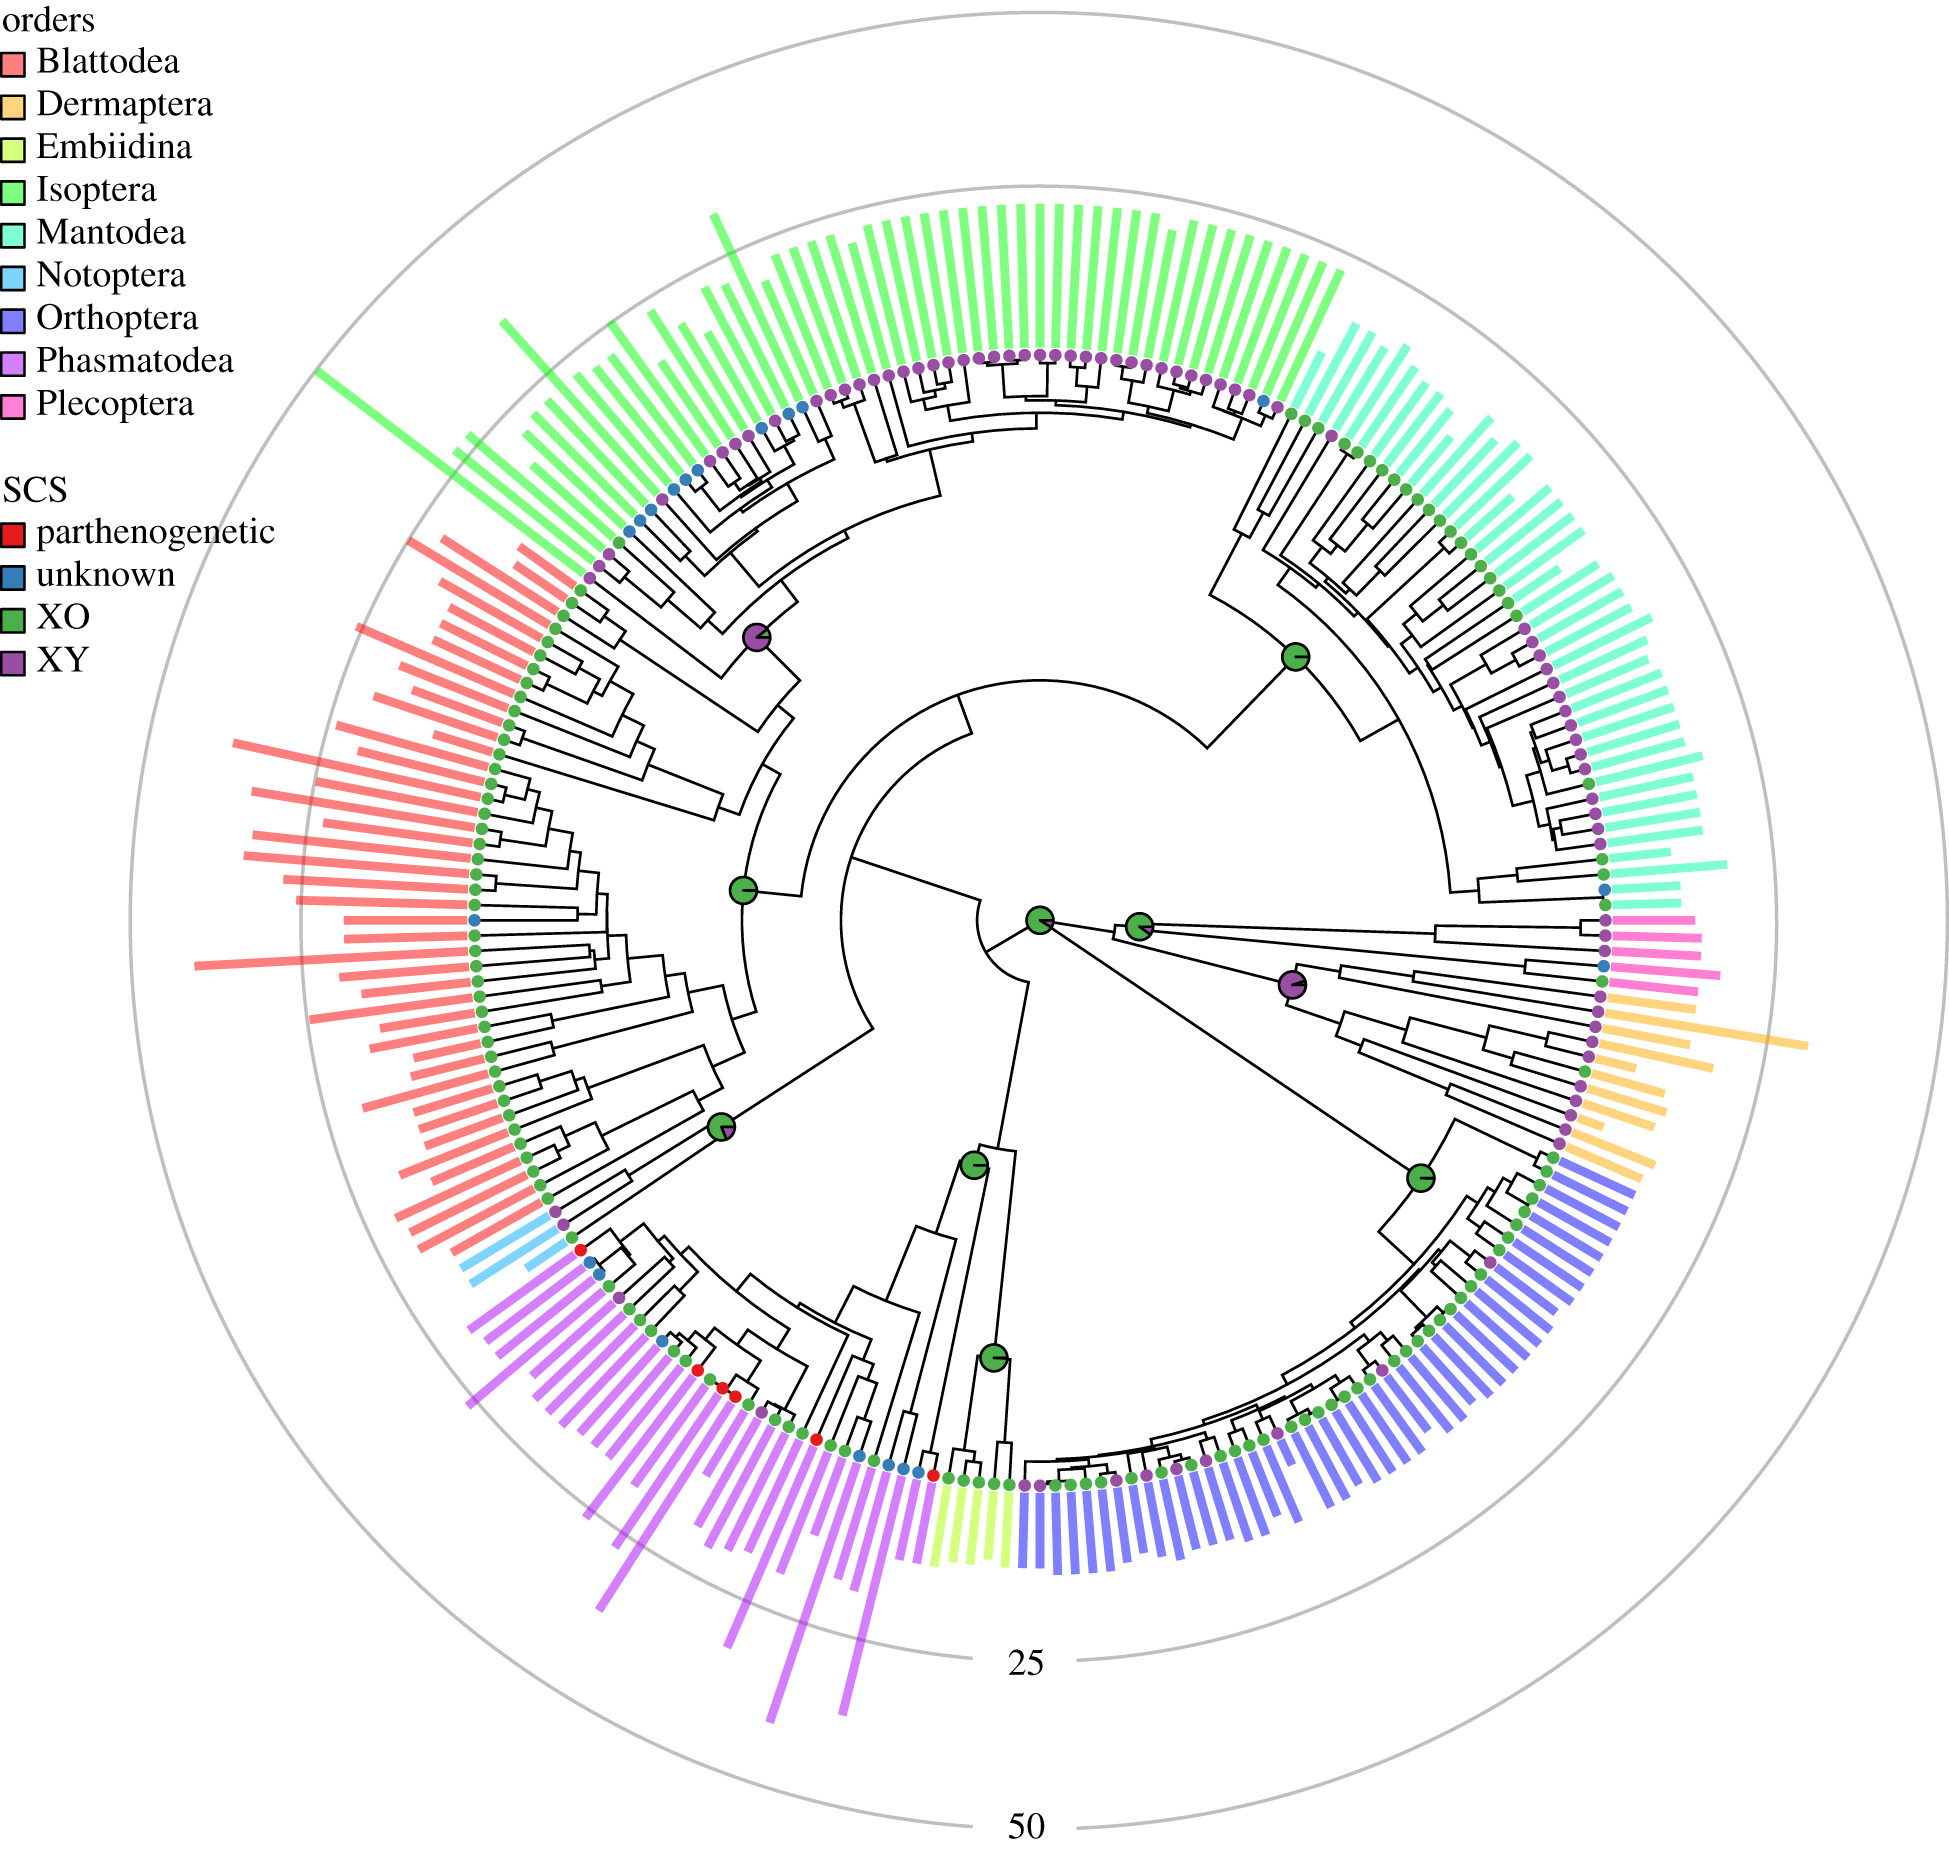 orders
Blattodea
Dermaptera
Embiidina
Isoptera
Mantodea
Notoptera
Orthoptera
Phasmatodea
Plecoptera
SCS
parthenogenetic
unknown
XO
XY
25
50